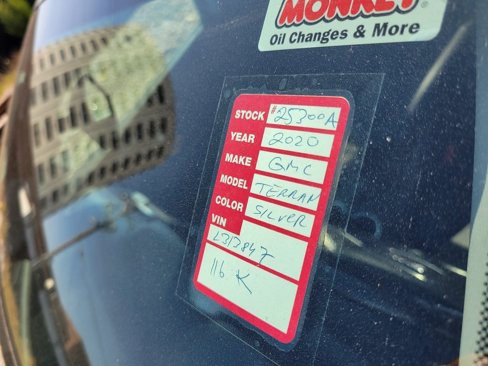 MONKEY®
Oil Changes & More
STOCK #25300A
YEAR 2020
MAKE GMC
MODEL TERRAIN
COLOR SILVER
VIN
L313847
116 K